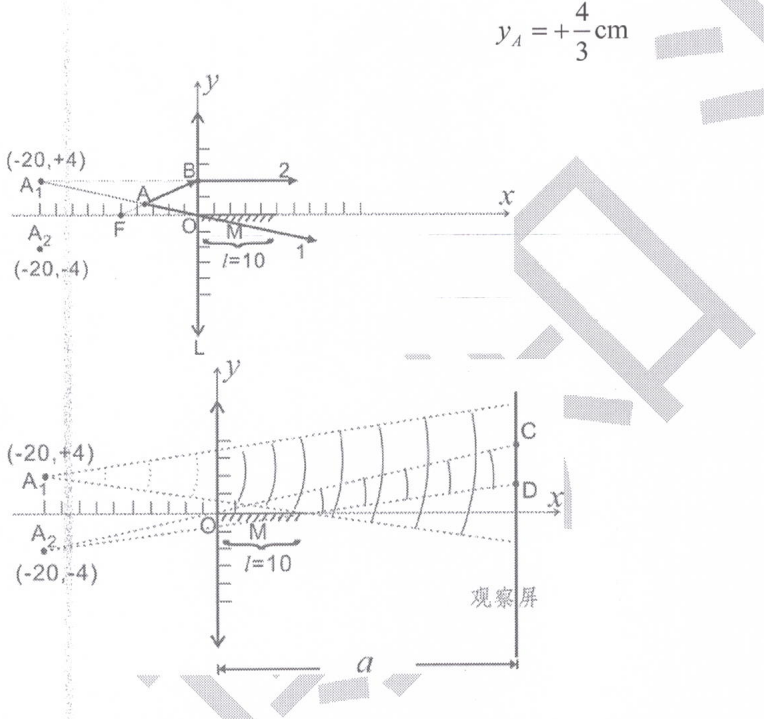 y_A = +4/3 cm
y
(-20,+4)
A₁
A
B
2
x
F
O
M
1
A₂
l=10
(-20,-4)
L
y
C
(-20,+4)
A₁
D
x
O
M
A₂
l=10
(-20,-4)
观察屏
a